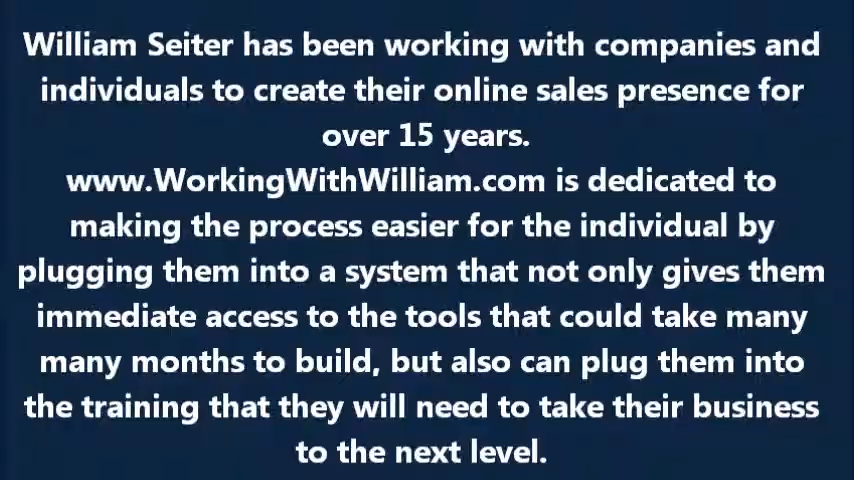 William Seiter has been working with companies and
individuals to create their online sales presence for
over 15 years.
www.WorkingWithWilliam.com is dedicated to
making the process easier for the individual by
plugging them into a system that not only gives them
immediate access to the tools that could take many
many months to build, but also can plug them into
the training that they will need to take their business
to the next level.